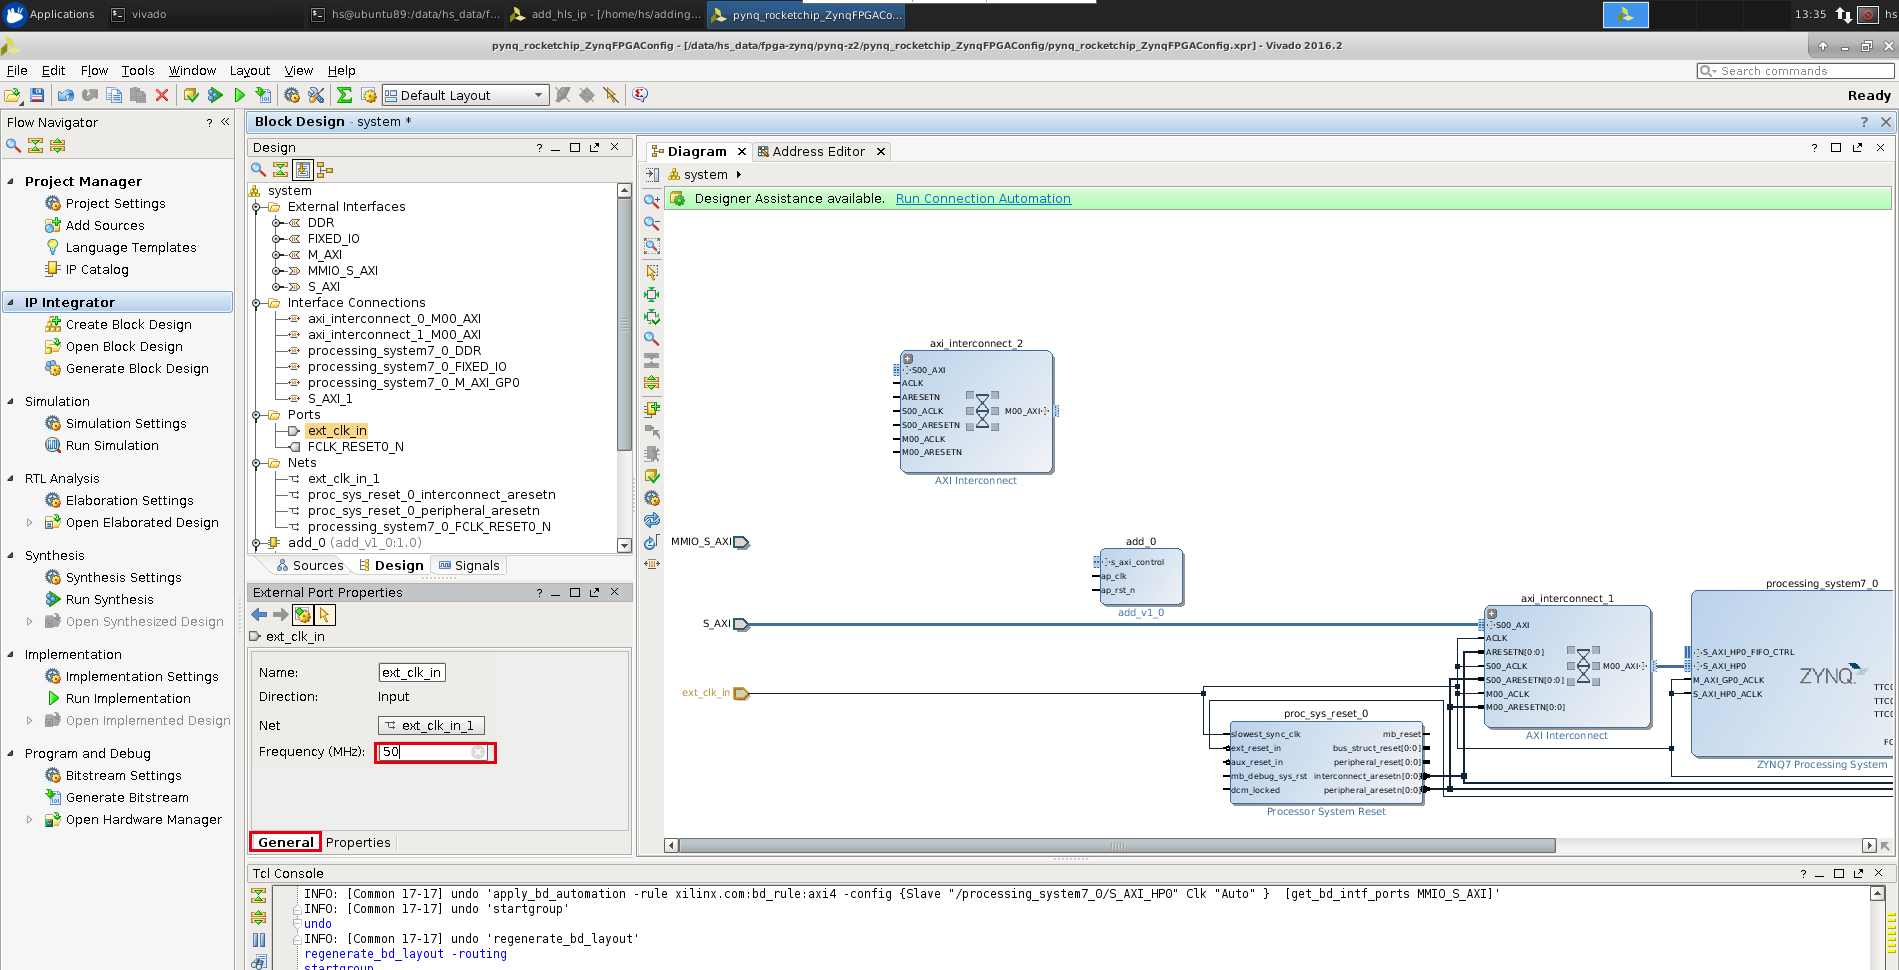 Applications
vivado
hs@ubuntu89:/data/hs_data/f...
add_hls_ip - [/home/hs/adding...
pynq_rocketchip_ZynqFPGACo...
13:35
hs
pynq_rocketchip_ZynqFPGAConfig - [/data/hs_data/fpga-zynq/pynq-z2/pynq_rocketchip_ZynqFPGAConfig/pynq_rocketchip_ZynqFPGAConfig.xpr] - Vivado 2016.2
File Edit Flow Tools Window Layout View Help
Search commands
Default Layout
Ready
Flow Navigator
Project Manager
Project Settings
Add Sources
Language Templates
IP Catalog
IP Integrator
Create Block Design
Open Block Design
Generate Block Design
Simulation
Simulation Settings
Run Simulation
RTL Analysis
Elaboration Settings
Open Elaborated Design
Synthesis
Synthesis Settings
Run Synthesis
Open Synthesized Design
Implementation
Implementation Settings
Run Implementation
Open Implemented Design
Program and Debug
Bitstream Settings
Generate Bitstream
Open Hardware Manager
Block Design - system *
Design
system
External Interfaces
DDR
FIXED_IO
M_AXI
MMIO_S_AXI
S_AXI
Interface Connections
axi_interconnect_0_M00_AXI
axi_interconnect_1_M00_AXI
processing_system7_0_DDR
processing_system7_0_FIXED_IO
processing_system7_0_M_AXI_GP0
S_AXI_1
Ports
ext_clk_in
FCLK_RESET0_N
Nets
ext_clk_in_1
proc_sys_reset_0_interconnect_aresetn
proc_sys_reset_0_peripheral_aresetn
processing_system7_0_FCLK_RESET0_N
add_0 (add_v1_0:1.0)
Sources Design Signals
External Port Properties
ext_clk_in
Name: ext_clk_in
Direction: Input
Net ext_clk_in_1
Frequency (MHz): 50
General Properties
Diagram Address Editor
system
Designer Assistance available. Run Connection Automation
axi_interconnect_2
S00_AXI
ACLK
ARESETN
S00_ACLK
S00_ARESETN
M00_ACLK
M00_ARESETN
M00_AXI
AXI Interconnect
MMIO_S_AXI
add_0
s_axi_control
ap_clk
ap_rst_n
add_v1_0
S_AXI
ext_clk_in
proc_sys_reset_0
slowest_sync_clk
ext_reset_in
aux_reset_in
mb_debug_sys_rst
dcm_locked
mb_reset
bus_struct_reset[0:0]
peripheral_reset[0:0]
interconnect_aresetn[0:0]
peripheral_aresetn[0:0]
Processor System Reset
axi_interconnect_1
S00_AXI
ACLK
ARESETN[0:0]
S00_ACLK
S00_ARESETN[0:0]
M00_ACLK
M00_ARESETN[0:0]
M00_AXI
AXI Interconnect
processing_system7_0
S_AXI_HP0_FIFO_CTRL
S_AXI_HP0
M_AXI_GP0_ACLK
S_AXI_HP0_ACLK
ZYNQ
TTC0
TTC0
TTC0
FC
ZYNQ7 Processing System
Tcl Console
INFO: [Common 17-17] undo 'apply_bd_automation -rule xilinx.com:bd_rule:axi4 -config {Slave "/processing_system7_0/S_AXI_HP0" Clk "Auto" } [get_bd_intf_ports MMIO_S_AXI]'
INFO: [Common 17-17] undo 'startgroup'
undo
INFO: [Common 17-17] undo 'regenerate_bd_layout'
regenerate_bd_layout -routing
startgroup